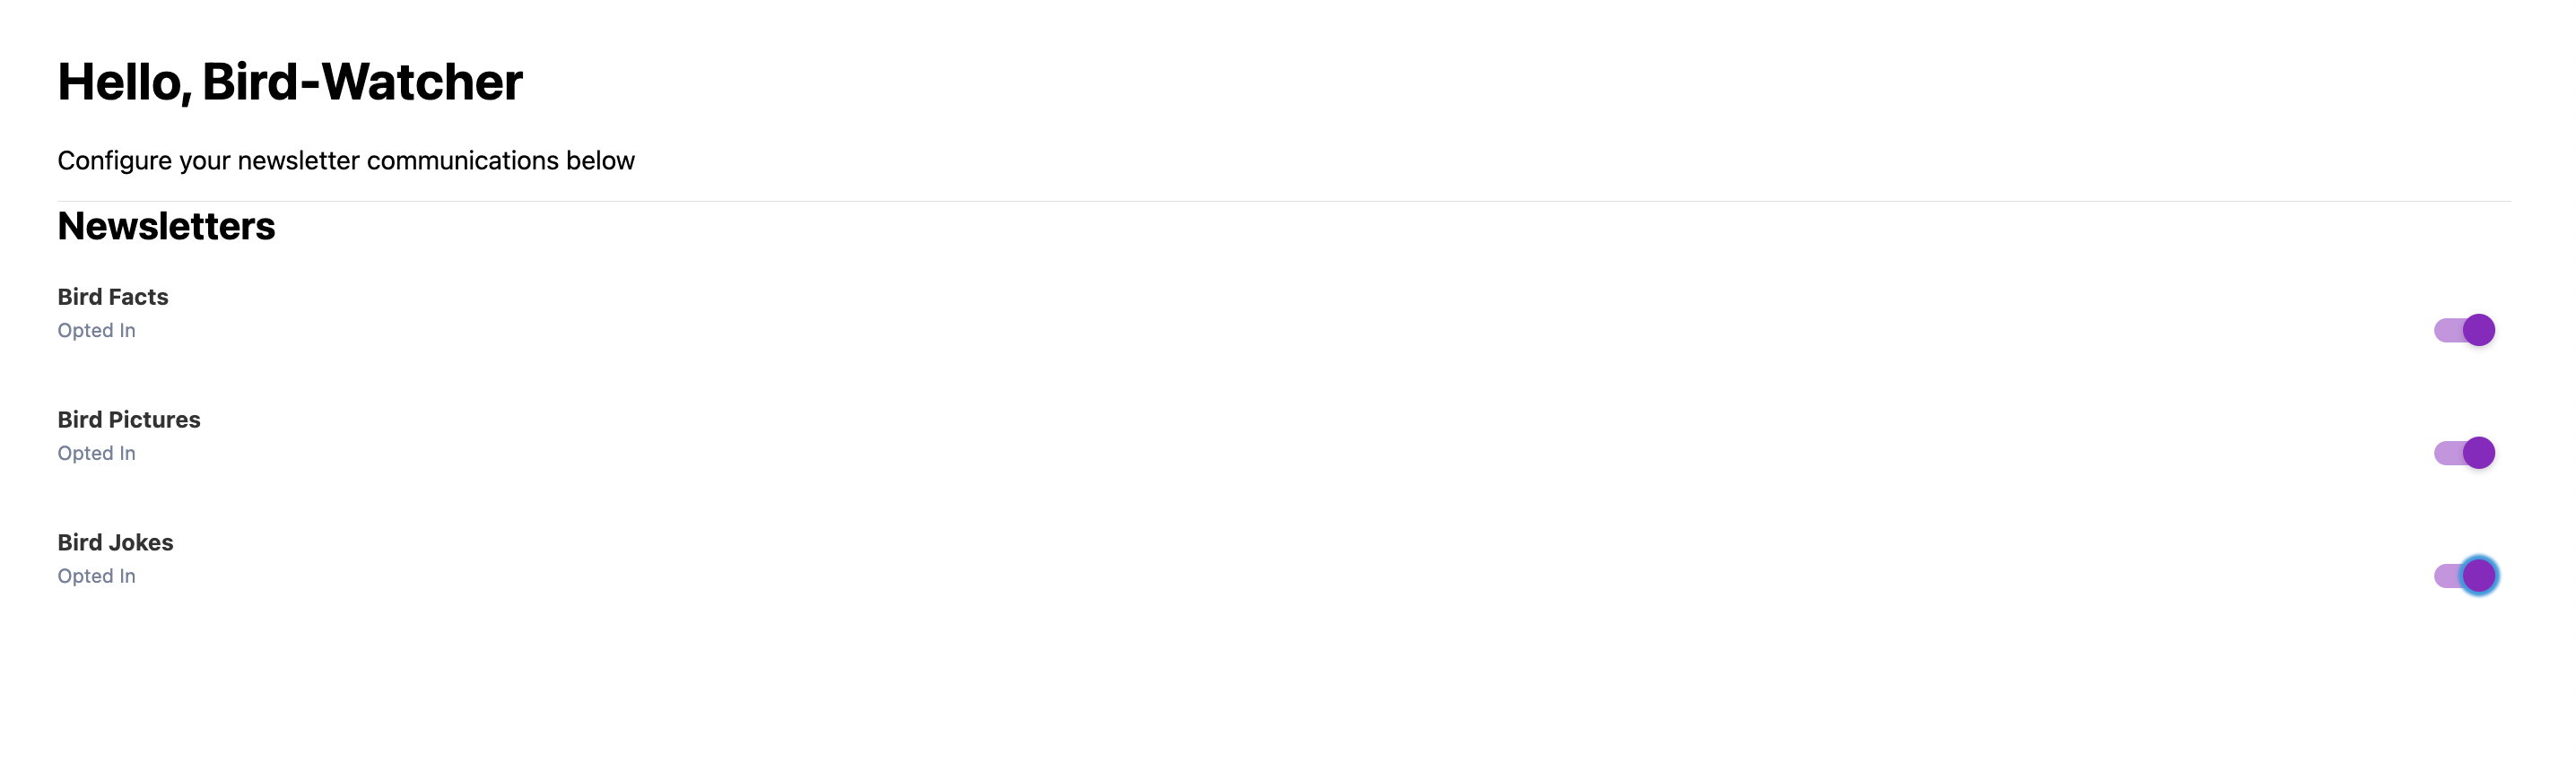 Hello, Bird-Watcher
Configure your newsletter communications below
Newsletters
Bird Facts
Opted In
Bird Pictures
Opted In
Bird Jokes
Opted In